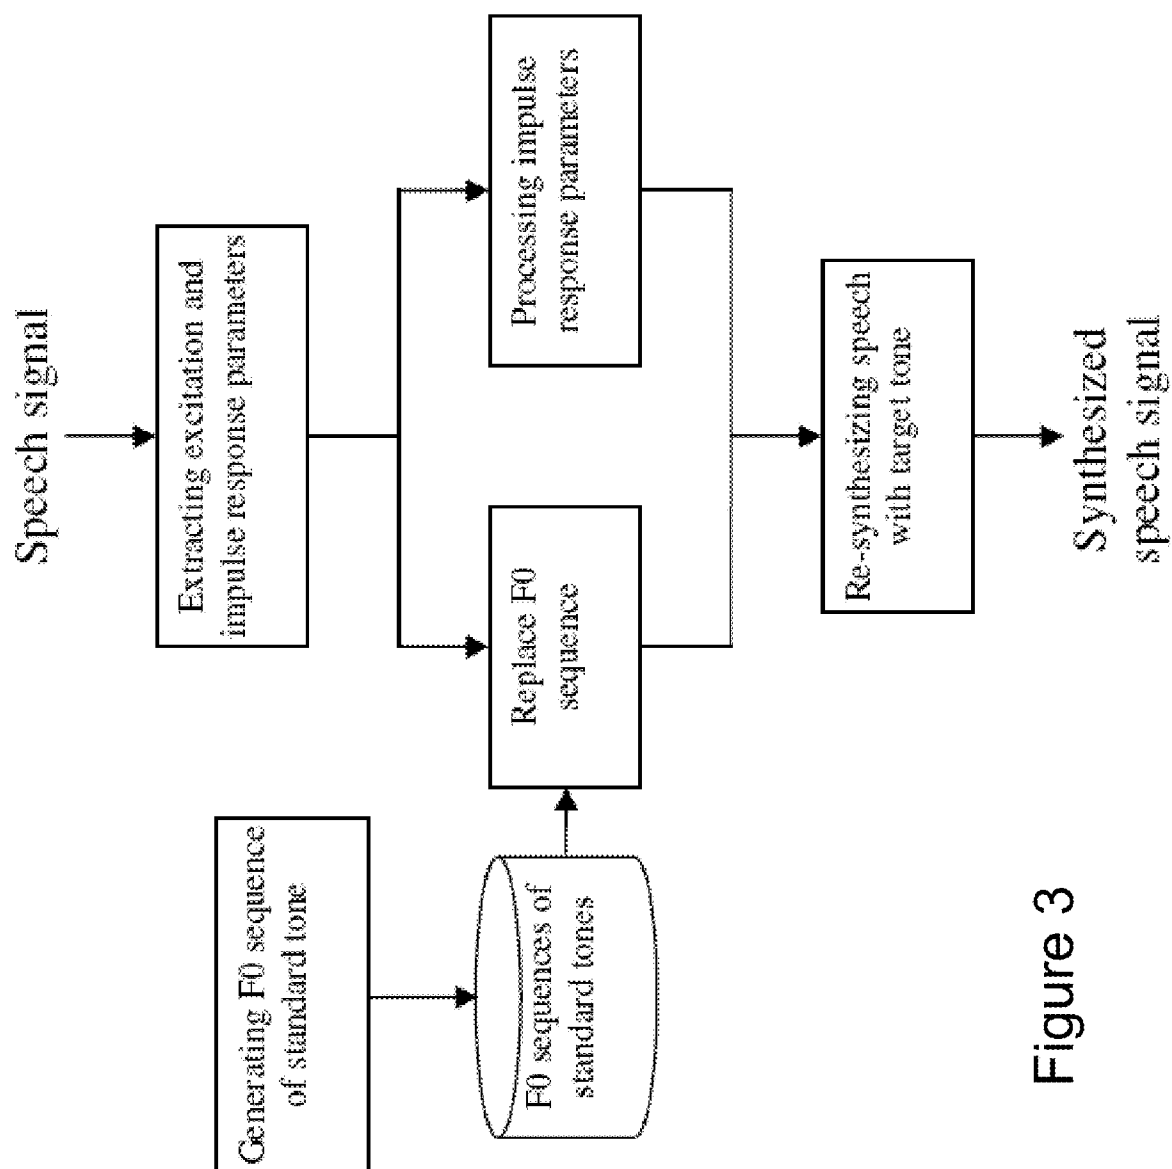 Speech signal
Extracting excitation and
impulse response parameters
Generating F0 sequence
of standard tone
F0 sequences of
standard tones
Replace F0
sequence
Processing impulse
response parameters
Re-synthesizing speech
with target tone
Synthesized
speech signal
Figure 3